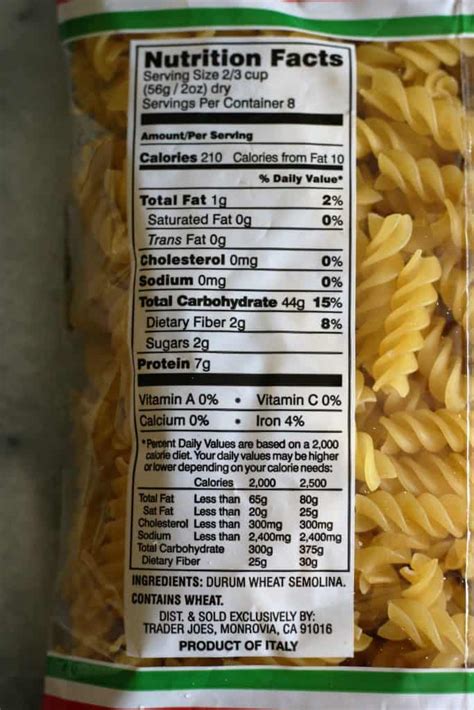 Nutrition Facts
Serving Size 2/3 cup
(56g / 2oz) dry
Servings Per Container 8
Amount/Per Serving
Calories 210 Calories from Fat 10
% Daily Value*
Total Fat 1g 2%
Saturated Fat 0g 0%
Trans Fat 0g
Cholesterol 0mg 0%
Sodium 0mg 0%
Total Carbohydrate 44g 15%
Dietary Fiber 2g 8%
Sugars 2g
Protein 7g
Vitamin A 0% • Vitamin C 0%
Calcium 0% • Iron 4%
*Percent Daily Values are based on a 2,000
calorie diet. Your daily values may be higher
or lower depending on your calorie needs:
Calories 2,000 2,500
Total Fat Less than 65g 80g
Sat Fat Less than 20g 25g
Cholesterol Less than 300mg 300mg
Sodium Less than 2,400mg 2,400mg
Total Carbohydrate 300g 375g
Dietary Fiber 25g 30g
INGREDIENTS: DURUM WHEAT SEMOLINA.
CONTAINS WHEAT.
DIST. & SOLD EXCLUSIVELY BY:
TRADER JOES, MONROVIA, CA 91016
PRODUCT OF ITALY